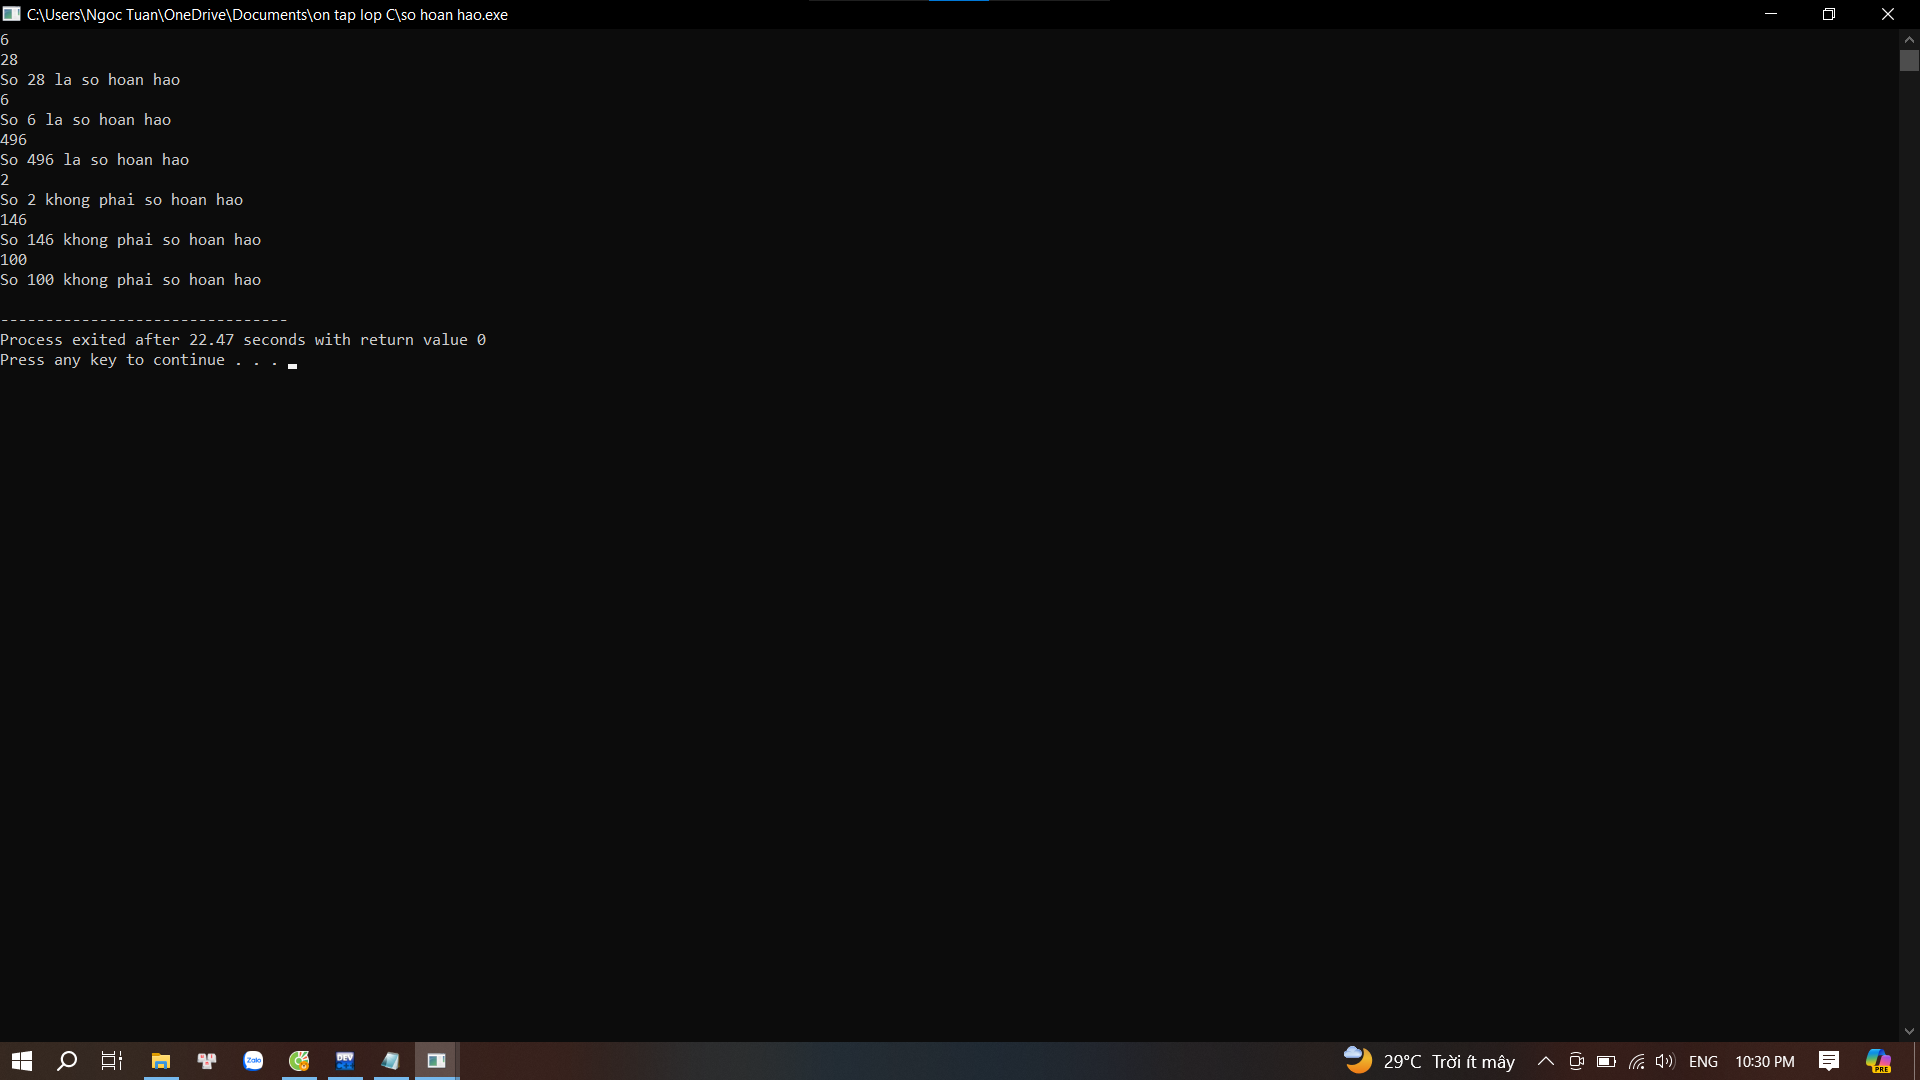 C:\Users\Ngoc Tuan\OneDrive\Documents\on tap lop C\so hoan hao.exe
6
28
So 28 la so hoan hao
6
So 6 la so hoan hao
496
So 496 la so hoan hao
2
So 2 khong phai so hoan hao
146
So 146 khong phai so hoan hao
100
So 100 khong phai so hoan hao
--------------------------------
Process exited after 22.47 seconds with return value 0
Press any key to continue . . .
Zalo
DEV
C++
29°C Trời ít mây
ENG
10:30 PM
PRE